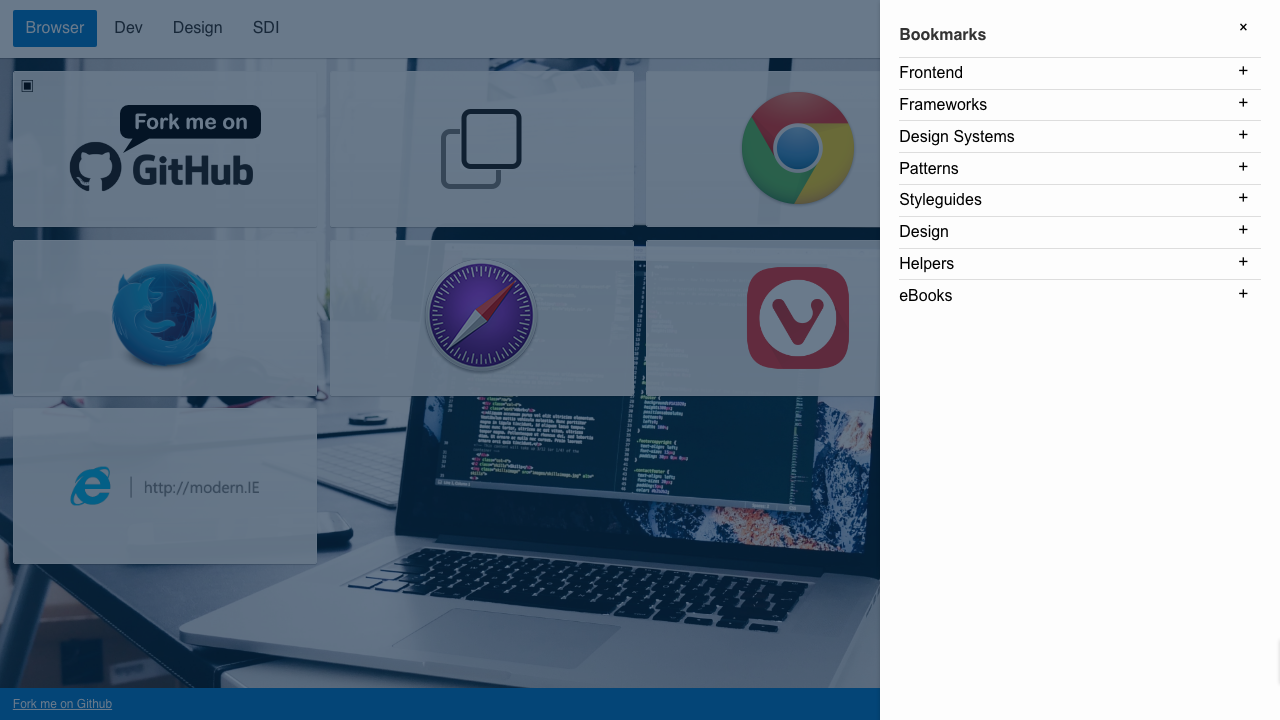 Browser Dev Design SDI
Fork me on
GitHub
http://modern.IE
Fork me on Github
Bookmarks ×
Frontend +
Frameworks +
Design Systems +
Patterns +
Styleguides +
Design +
Helpers +
eBooks +